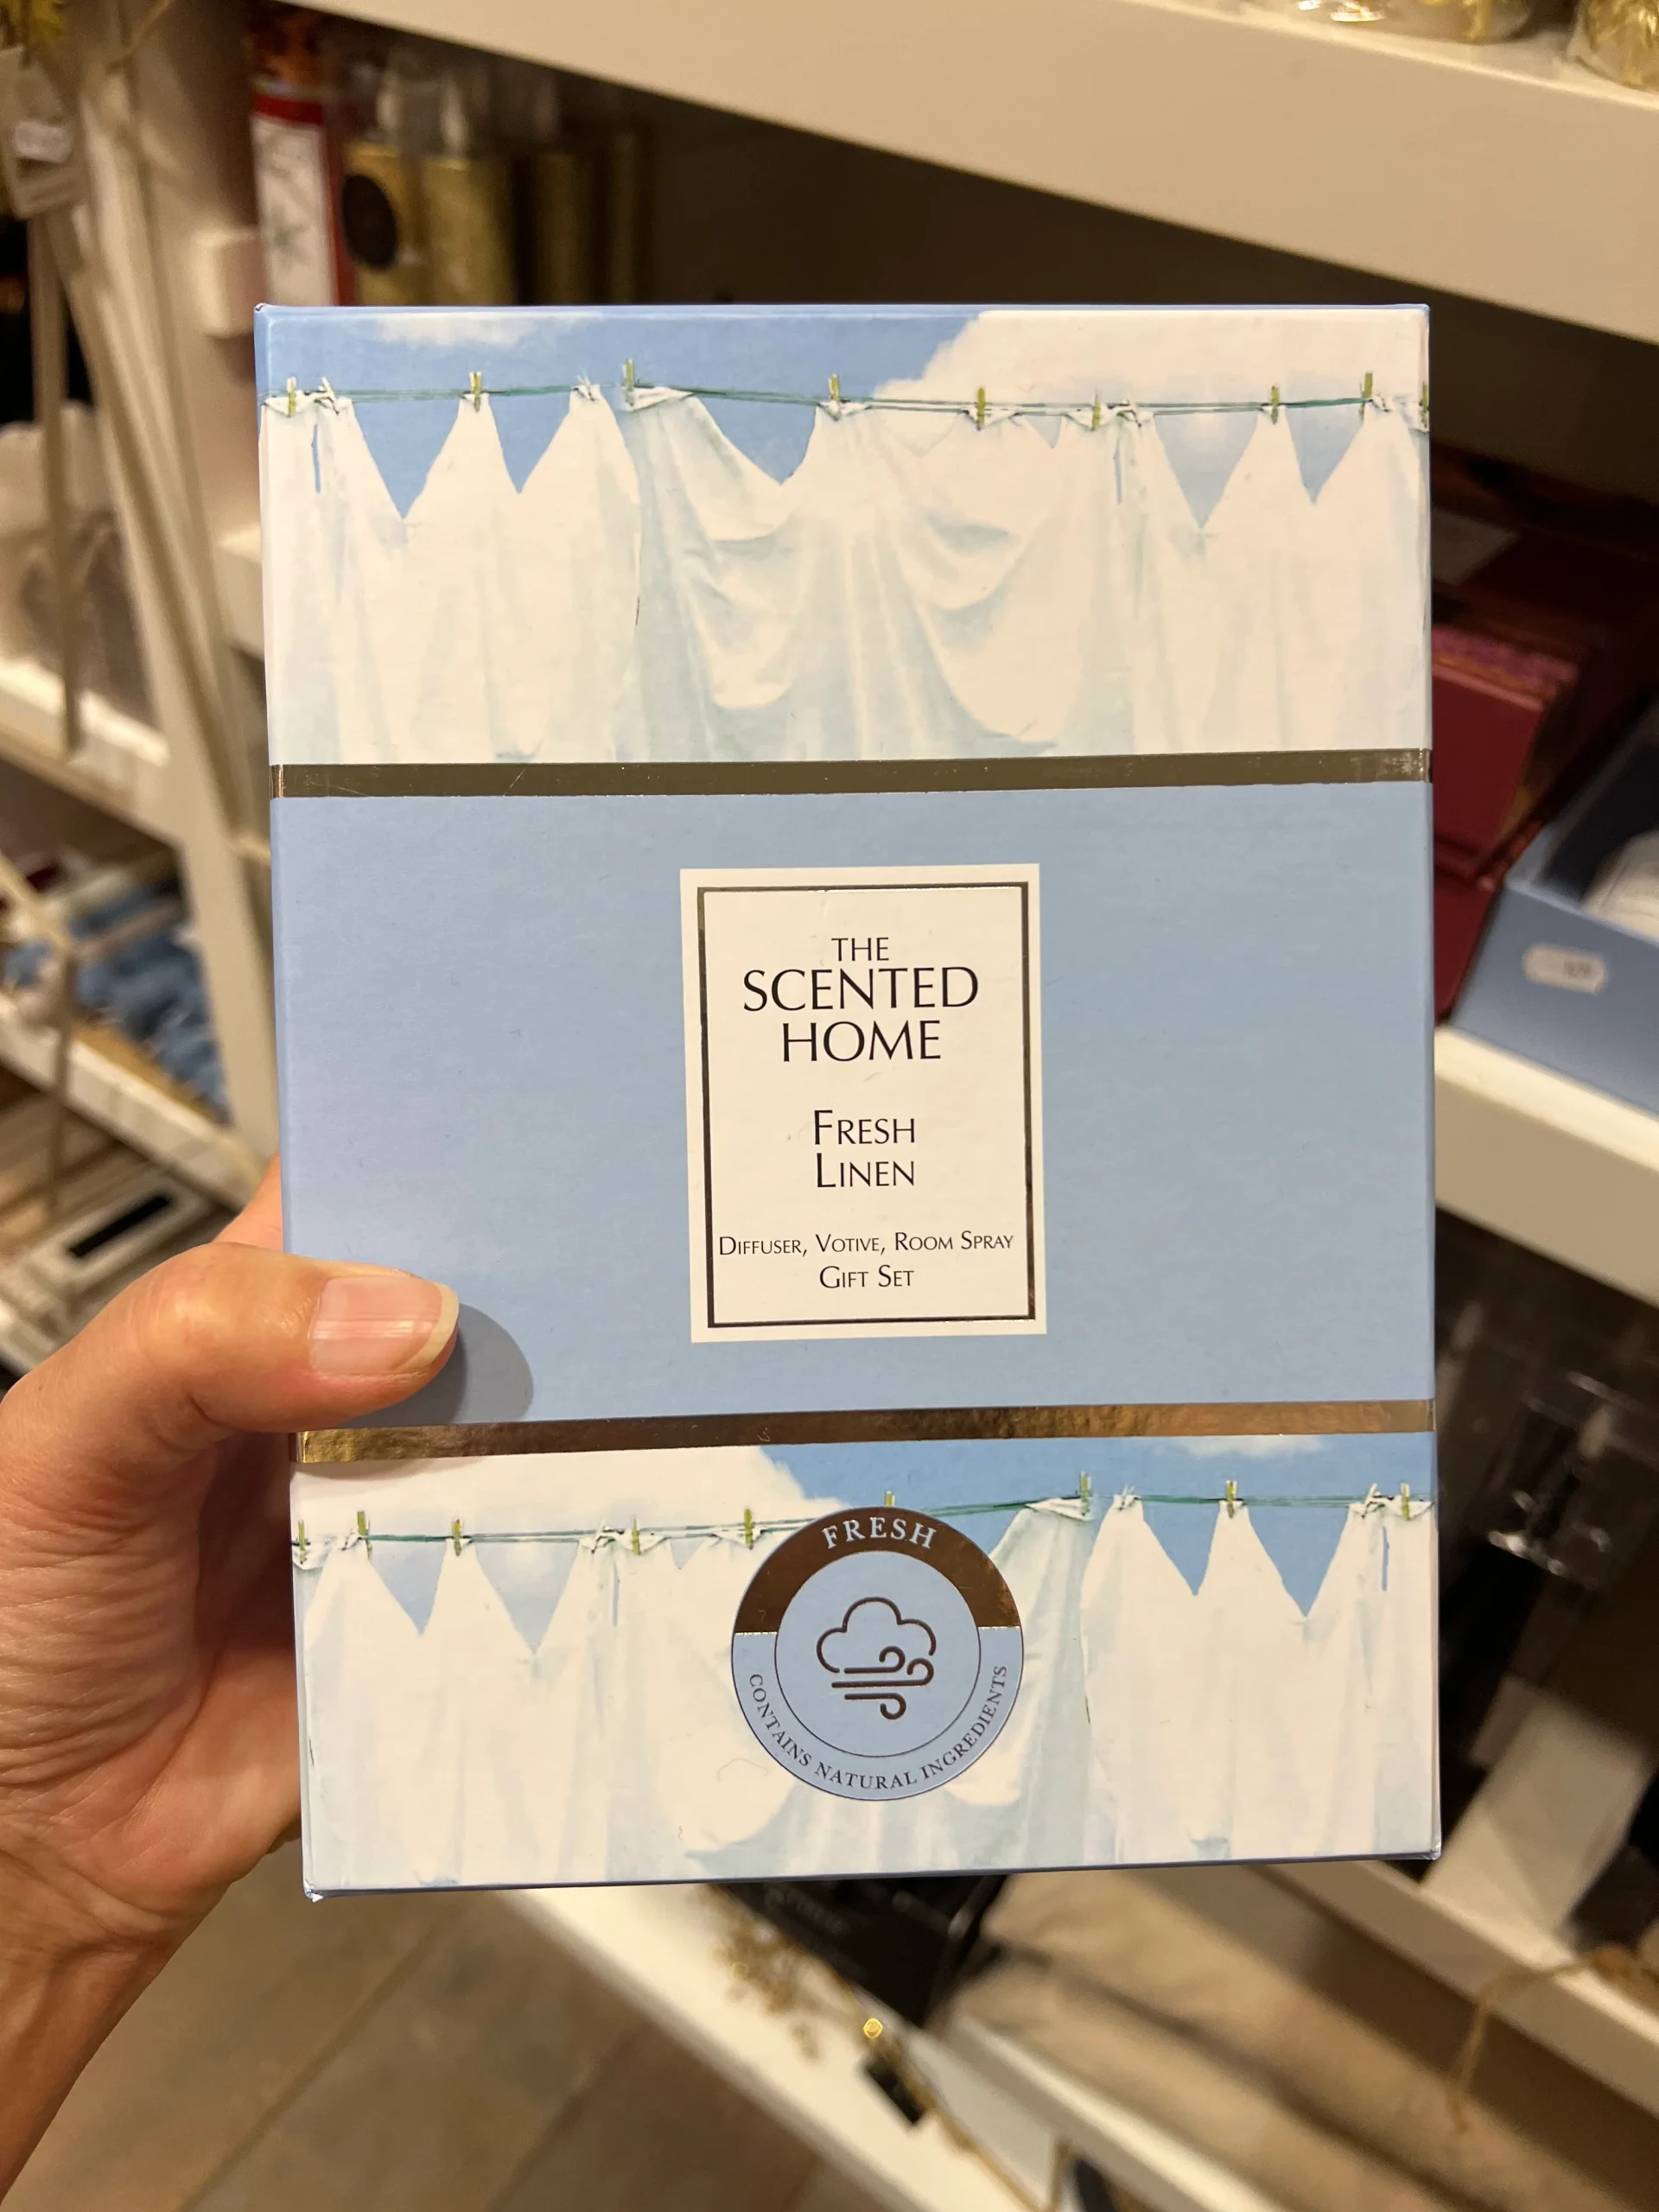 THE
SCENTED
HOME
FRESH
LINEN
DIFFUSER, VOTIVE, ROOM SPRAY
GIFT SET
FRESH
CONTAINS NATURAL INGREDIENTS